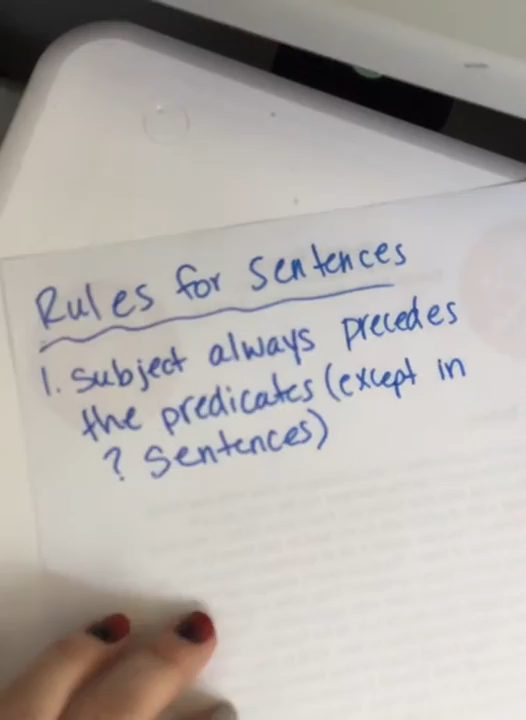 Rules for Sentences
1. Subject always precedes
the predicates (except in
? Sentences)